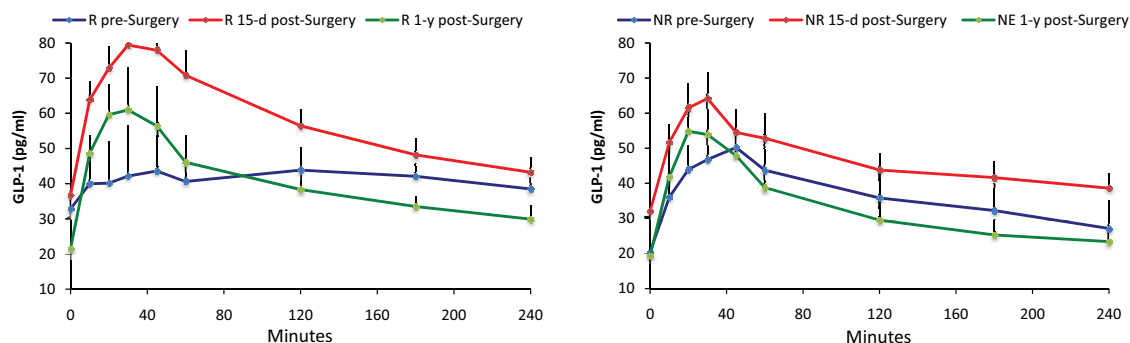 R pre-Surgery R 15-d post-Surgery R 1-y post-Surgery
80
70
60
50
40
30
20
10
GLP-1 (pg/ml)
0 40 80 120 160 200 240
Minutes
NR pre-Surgery NR 15-d post-Surgery NE 1-y post-Surgery
80
70
60
50
40
30
20
10
GLP-1 (pg/ml)
0 40 80 120 160 200 240
Minutes